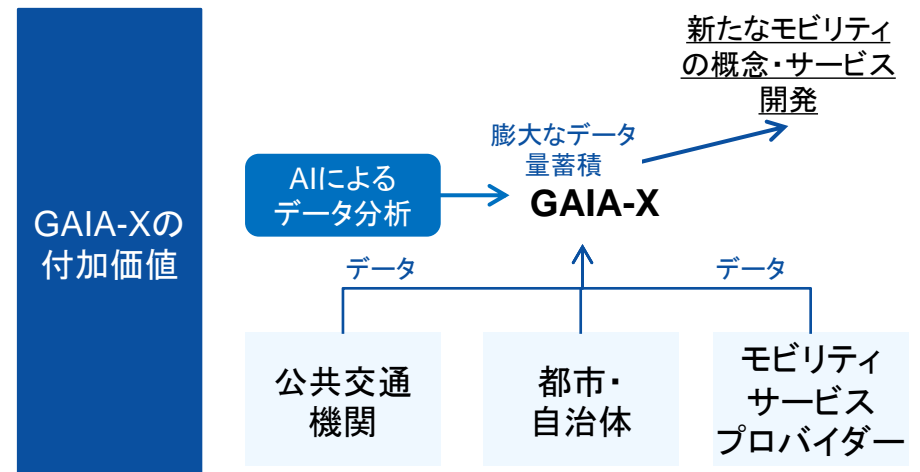 GAIA-Xの
付加価値
新たなモビリティ
の概念・サービス
開発
膨大なデータ
量蓄積
AIによる
データ分析
GAIA-X
データ
データ
公共交通
機関
都市・
自治体
モビリティ
サービス
プロバイダー